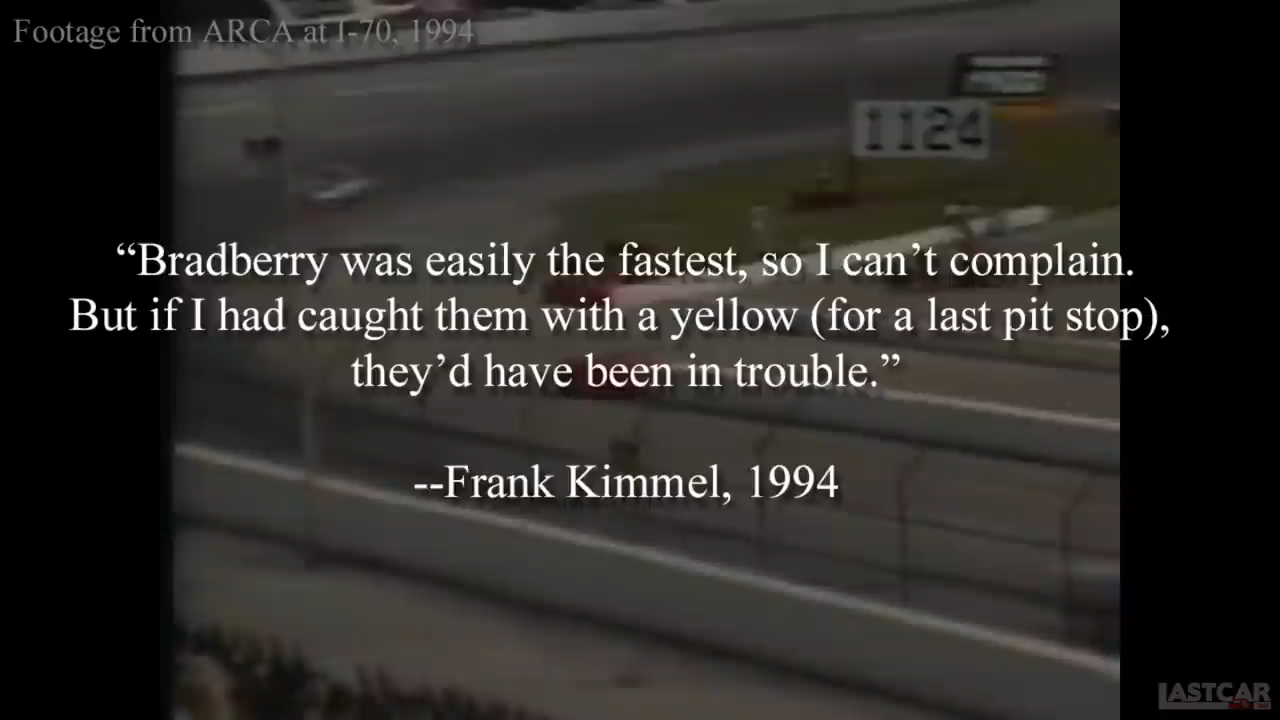 Footage from ARCA at I-70, 1994
1124
“Bradberry was easily the fastest, so I can’t complain.
But if I had caught them with a yellow (for a last pit stop),
they’d have been in trouble.”
--Frank Kimmel, 1994
LASTCAR